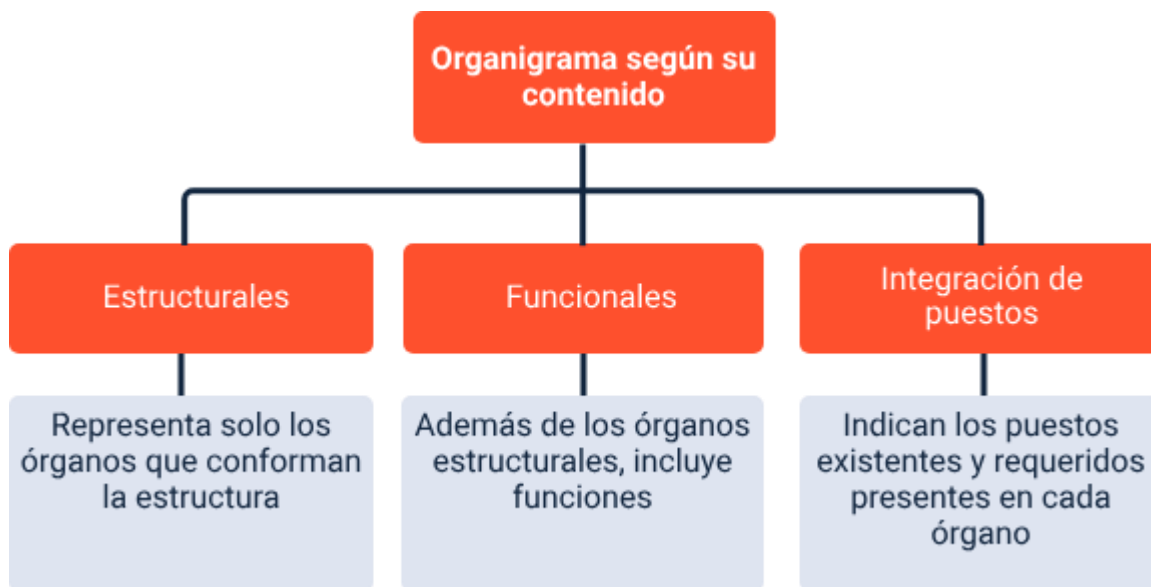 Organigrama según su
contenido
Estructurales
Funcionales
Integración de
puestos
Representa solo los
órganos que conforman
la estructura
Además de los órganos
estructurales, incluye
funciones
Indican los puestos
existentes y requeridos
presentes en cada
órgano